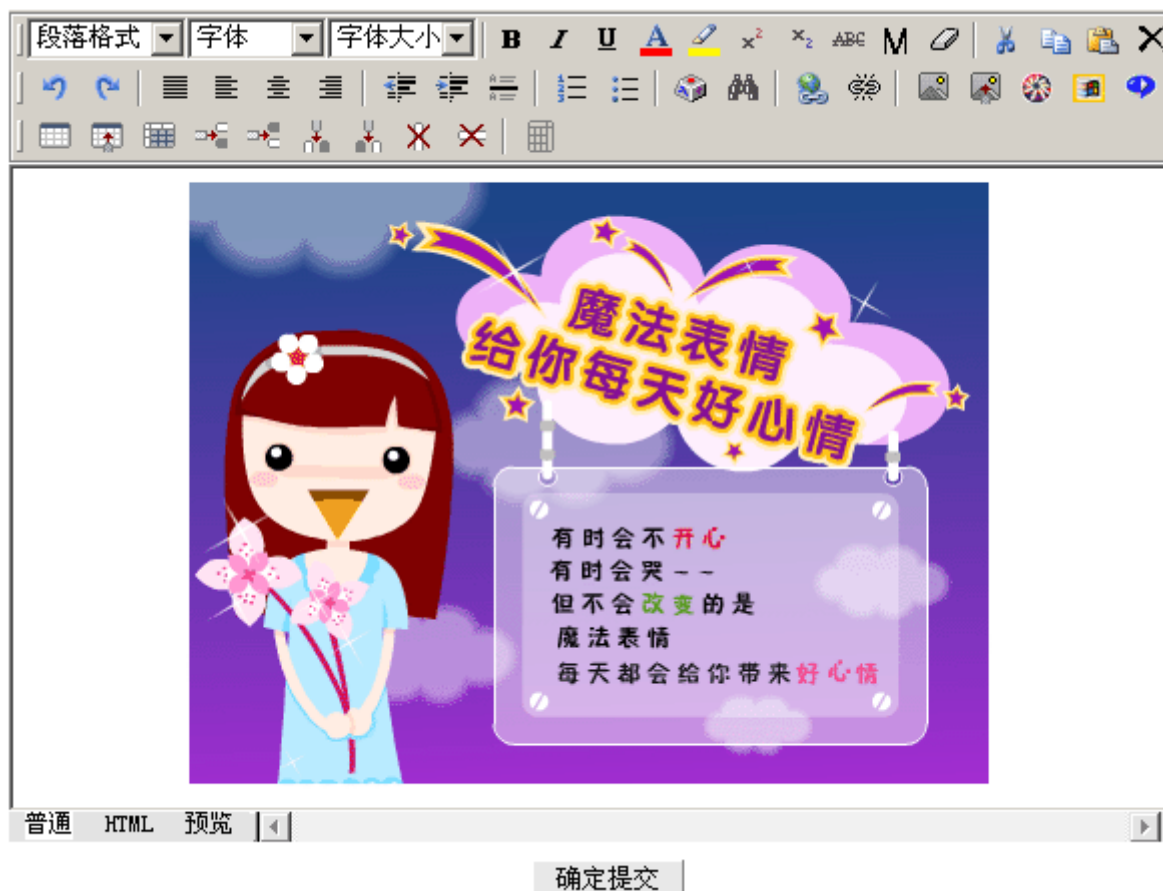 段落格式 字体 字体大小 B I U A x² x₂ ABC M
魔法表情
给你每天好心情
有时会不开心
有时会哭~~
但不会改变的是
魔法表情
每天都会给你带来好心情
普通 HTML 预览
确定提交